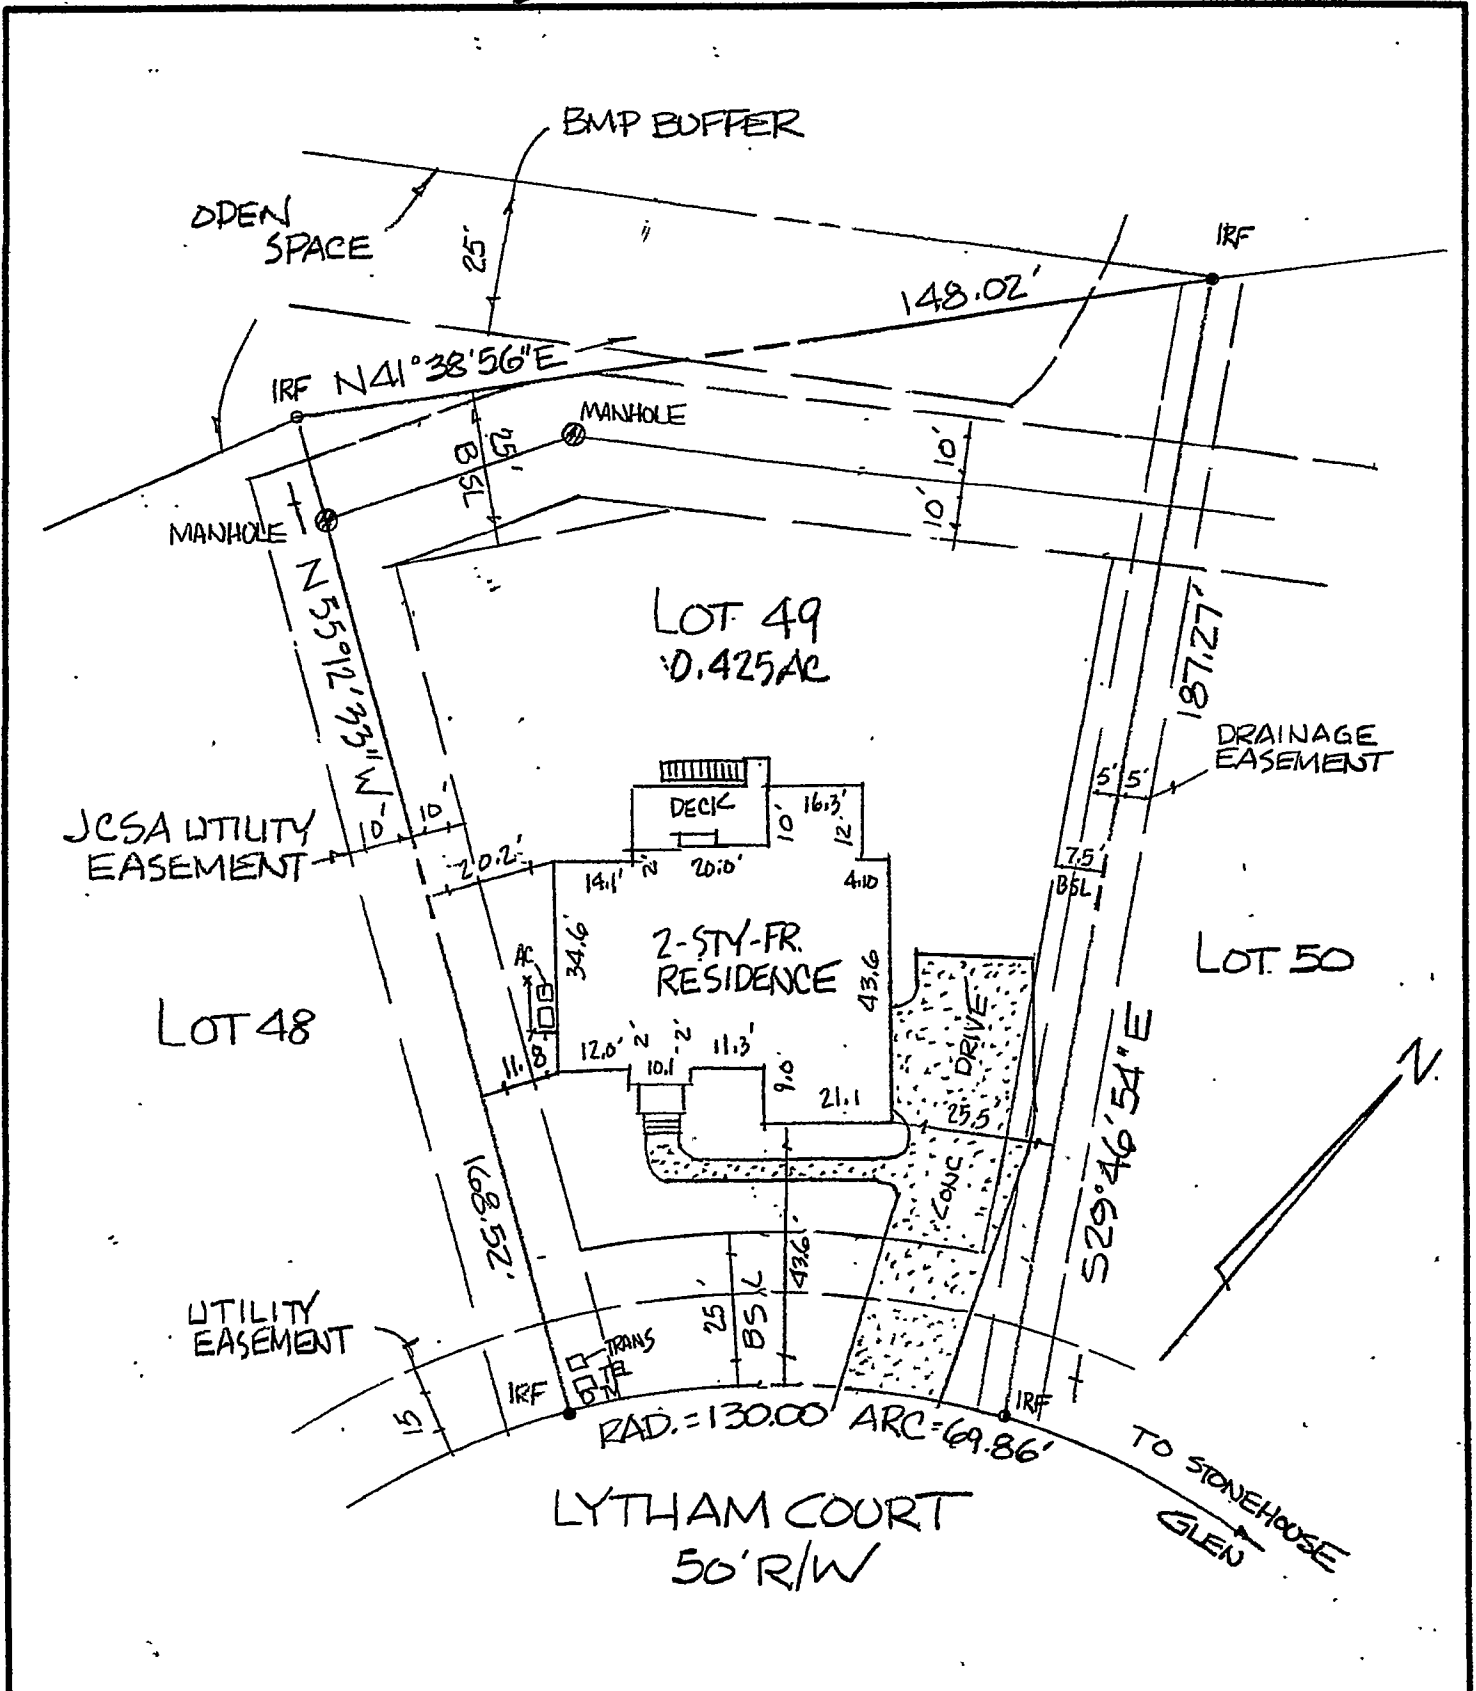 BMP BUFFER
OPEN
SPACE
25'
IRF
148.02'
IRF
N41°38'56"E
MANHOLE
25'
BSL
MANHOLE
10'
10'
N55°12'33"W
LOT 49
0.425AC
187.27'
DRAINAGE
EASEMENT
5' 5'
JCSA UTILITY
EASEMENT
10' 10'
20.2'
DECK
16.3'
10'
12'
14.1'
2'
20.0'
4.10
7.5'
BSL
34.6'
2-STY-FR.
RESIDENCE
43.6
LOT 50
AC
LOT 48
DRIVE
11.8'
12.0'
2'
10.1
2'
11.3'
9.0'
21.1
25.5
CONC
S29°46'54"E
N
168.52'
43.6'
25'
BSL
UTILITY
EASEMENT
15
TRANS
TEL
IRF
IRF
RAD.=130.00' ARC=69.86'
TO STONEHOUSE
GLEN
LYTHAM COURT
50' R/W